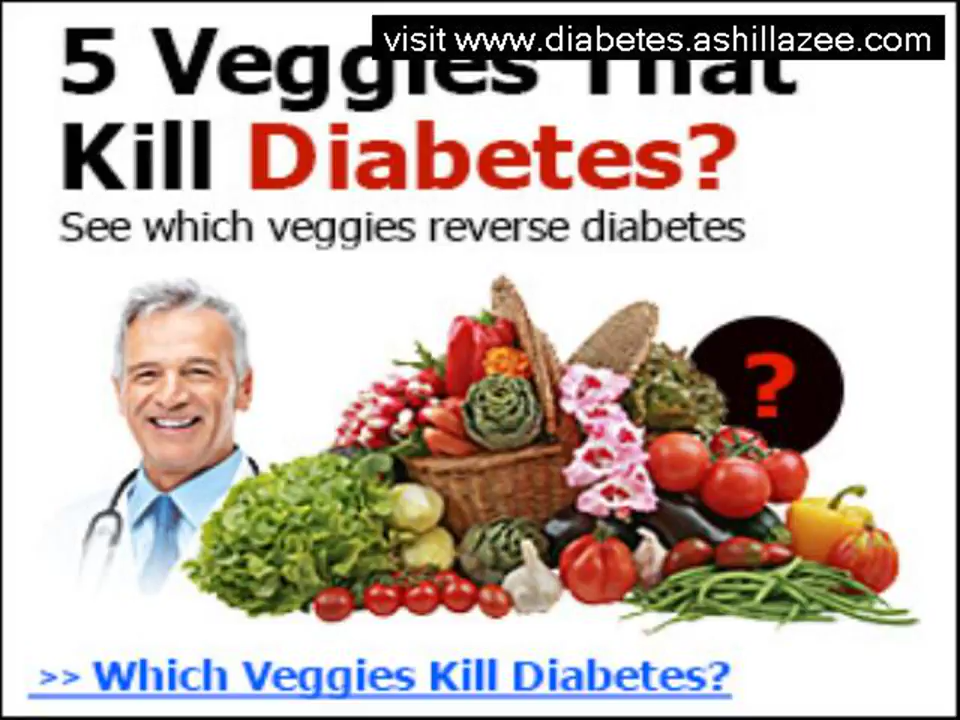 visit www.diabetes.ashillazee.com
5 Veggies That
Kill Diabetes?
See which veggies reverse diabetes
?
>> Which Veggies Kill Diabetes?